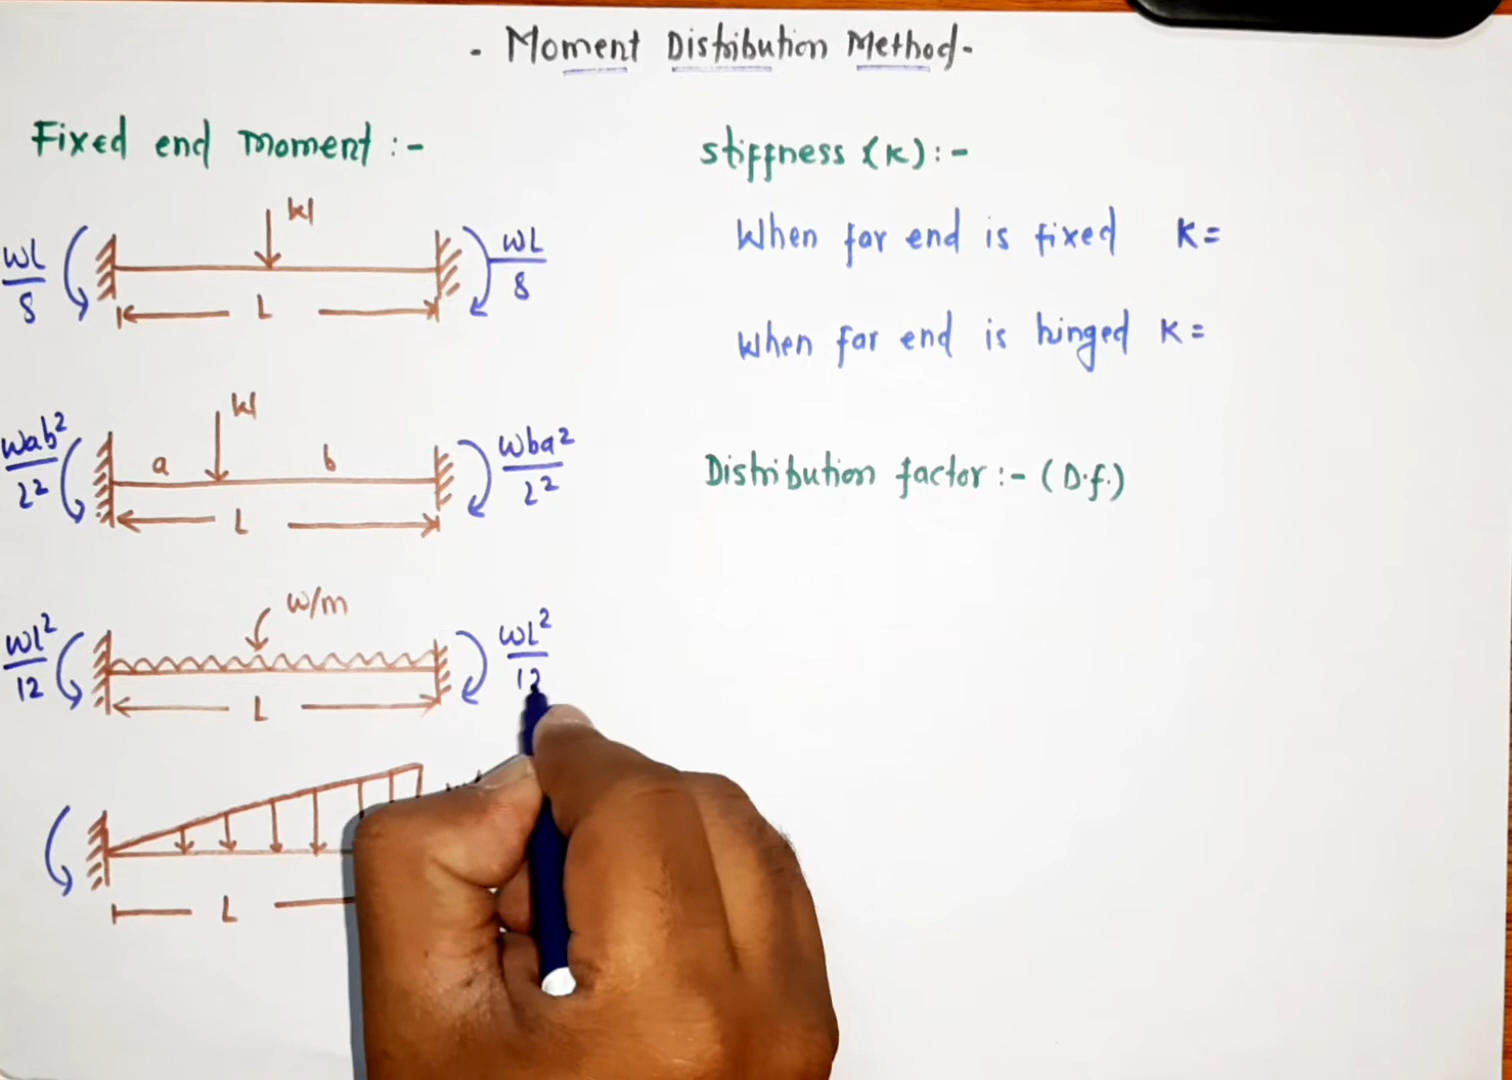 - Moment Distribution Method -
Fixed end moment :-
W
WL/8
WL/8
L
W
Wab²/L²
a
b
Wba²/L²
L
w/m
wl²/12
wL²/12
L
L
stiffness (K) :-
When far end is fixed K =
When far end is hinged K =
Distribution factor :- (D.f.)